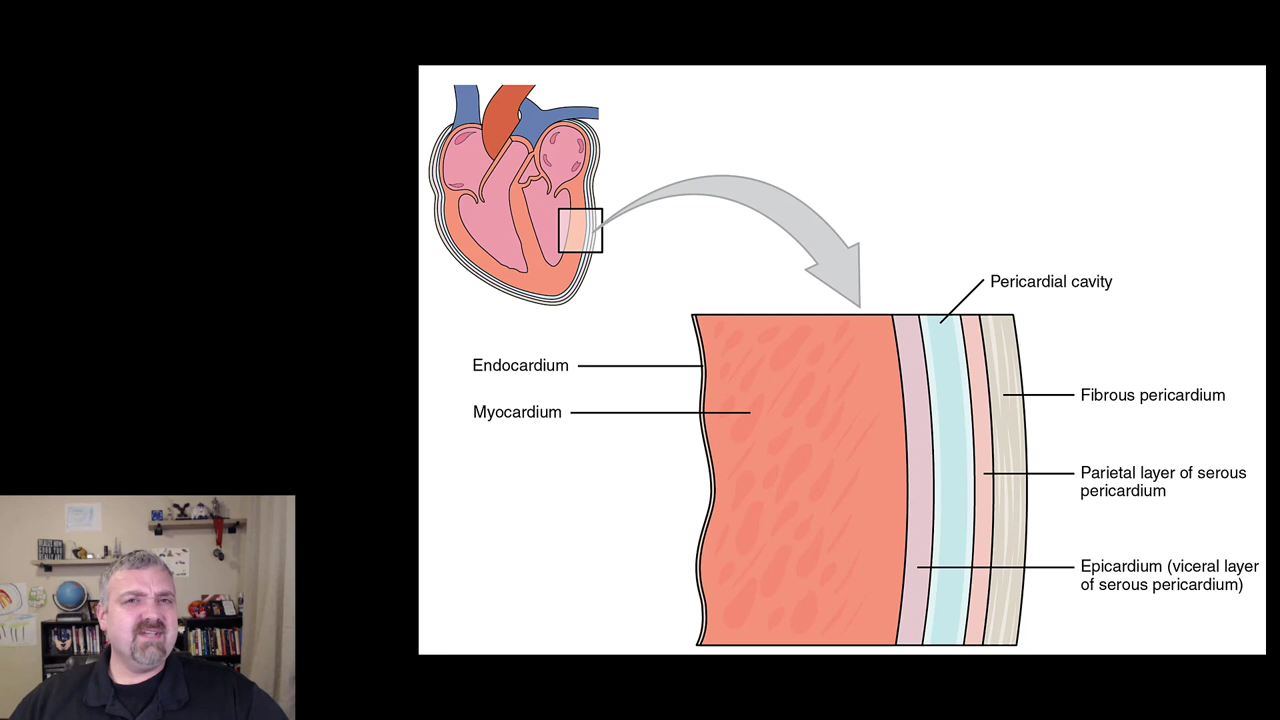 Pericardial cavity
Endocardium
Fibrous pericardium
Myocardium
Parietal layer of serous
pericardium
Epicardium (viceral layer
of serous pericardium)